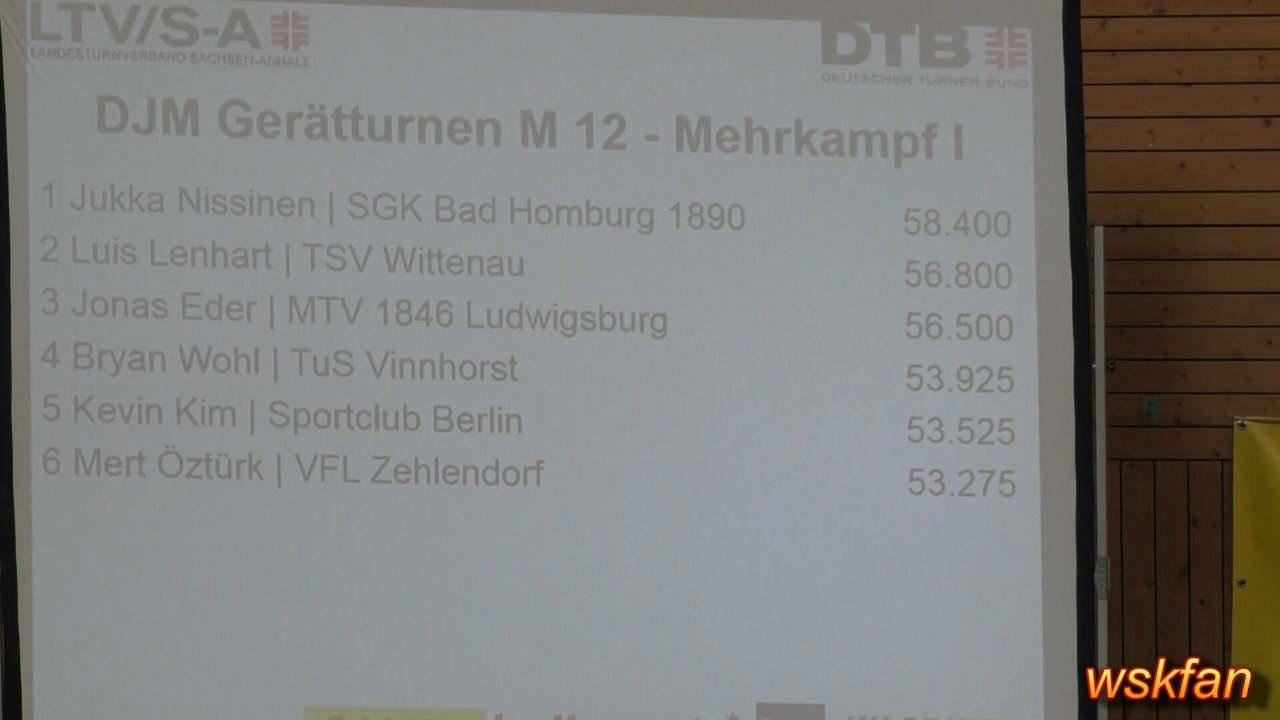 LTV/S-A
LANDESTURNVERBAND SACHSEN-ANHALT
DTB
DEUTSCHER TURNER-BUND
DJM Gerätturnen M 12 - Mehrkampf I
1 Jukka Nissinen | SGK Bad Homburg 1890 58.400
2 Luis Lenhart | TSV Wittenau 56.800
3 Jonas Eder | MTV 1846 Ludwigsburg 56.500
4 Bryan Wohl | TuS Vinnhorst 53.925
5 Kevin Kim | Sportclub Berlin 53.525
6 Mert Öztürk | VFL Zehlendorf 53.275
wskfan